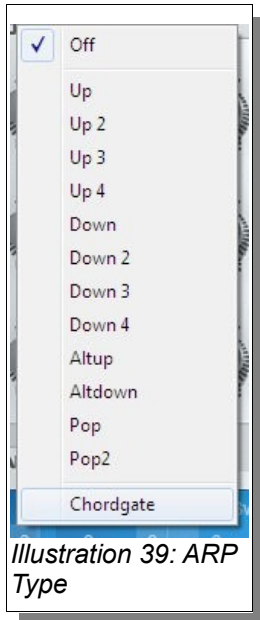 Off
Up
Up 2
Up 3
Up 4
Down
Down 2
Down 3
Down 4
Altup
Altdown
Pop
Pop2
Chordgate
Illustration 39: ARP
Type